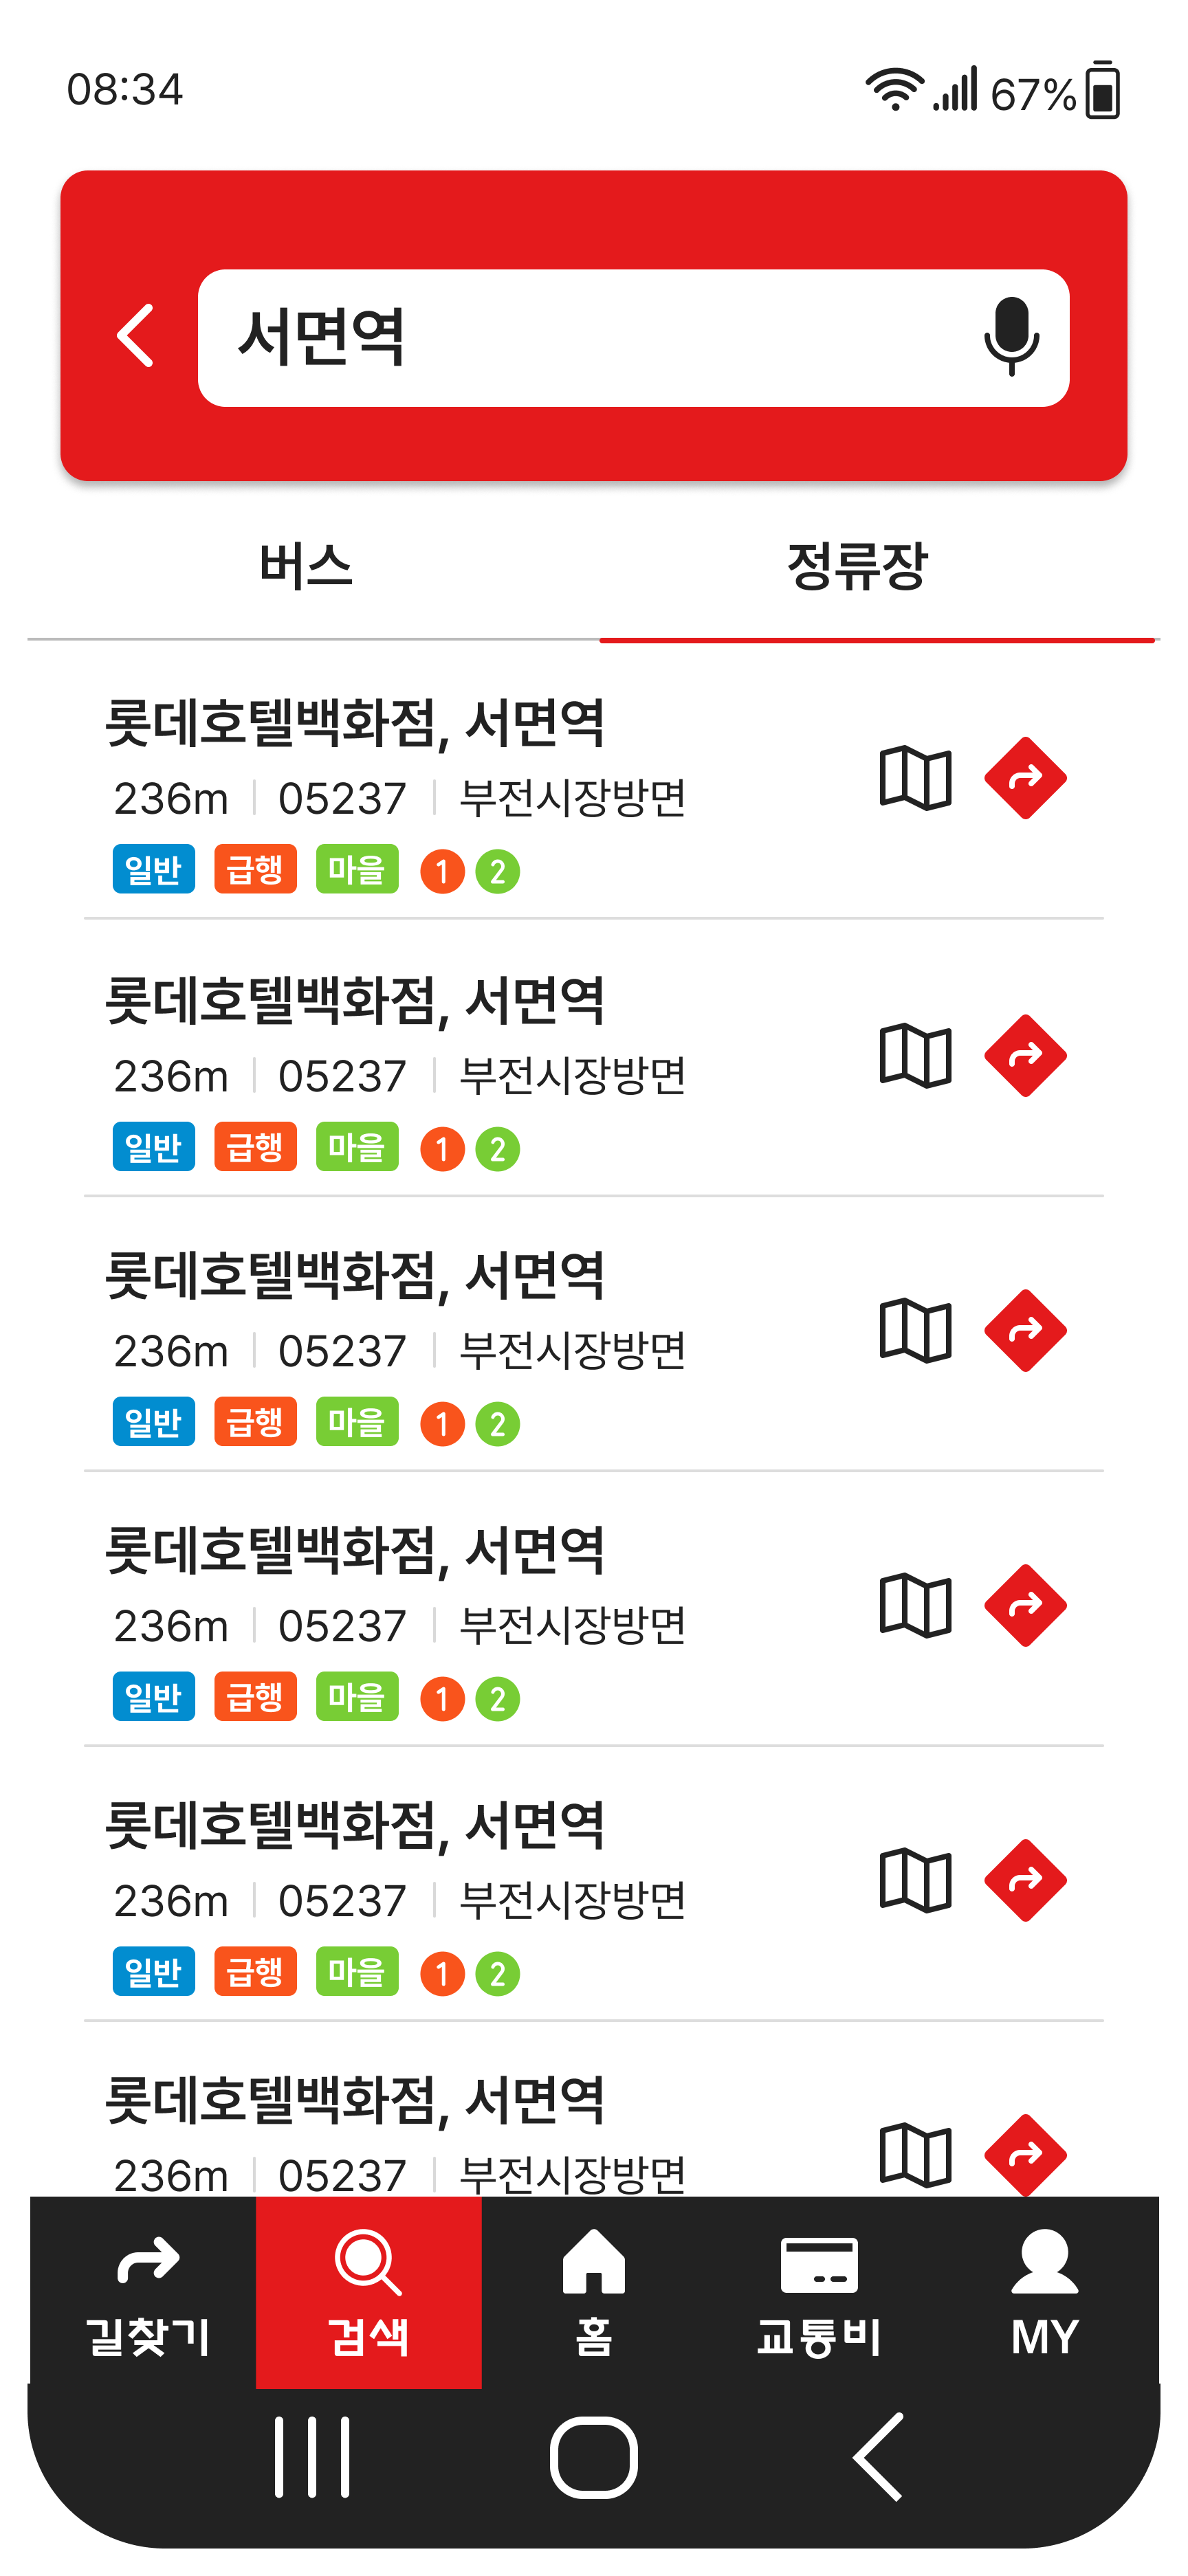 08:34 67%
서면역
버스 정류장
롯데호텔백화점, 서면역
236m 05237 부전시장방면
일반 급행 마을 1 2
롯데호텔백화점, 서면역
236m 05237 부전시장방면
일반 급행 마을 1 2
롯데호텔백화점, 서면역
236m 05237 부전시장방면
일반 급행 마을 1 2
롯데호텔백화점, 서면역
236m 05237 부전시장방면
일반 급행 마을 1 2
롯데호텔백화점, 서면역
236m 05237 부전시장방면
일반 급행 마을 1 2
롯데호텔백화점, 서면역
236m 05237 부전시장방면
길찾기 검색 홈 교통비 MY